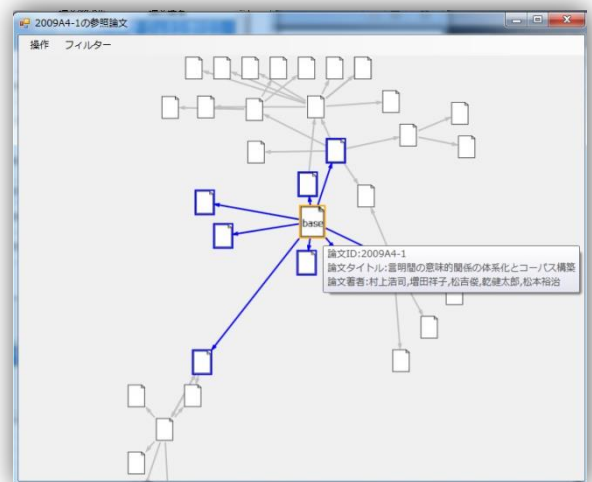 2009A4-1の参照論文
操作 フィルター
base
論文ID:2009A4-1
論文タイトル:言明間の意味的関係の体系化とコーパス構築
論文著者:村上浩司,増田祥子,松吉俊,乾健太郎,松本裕治